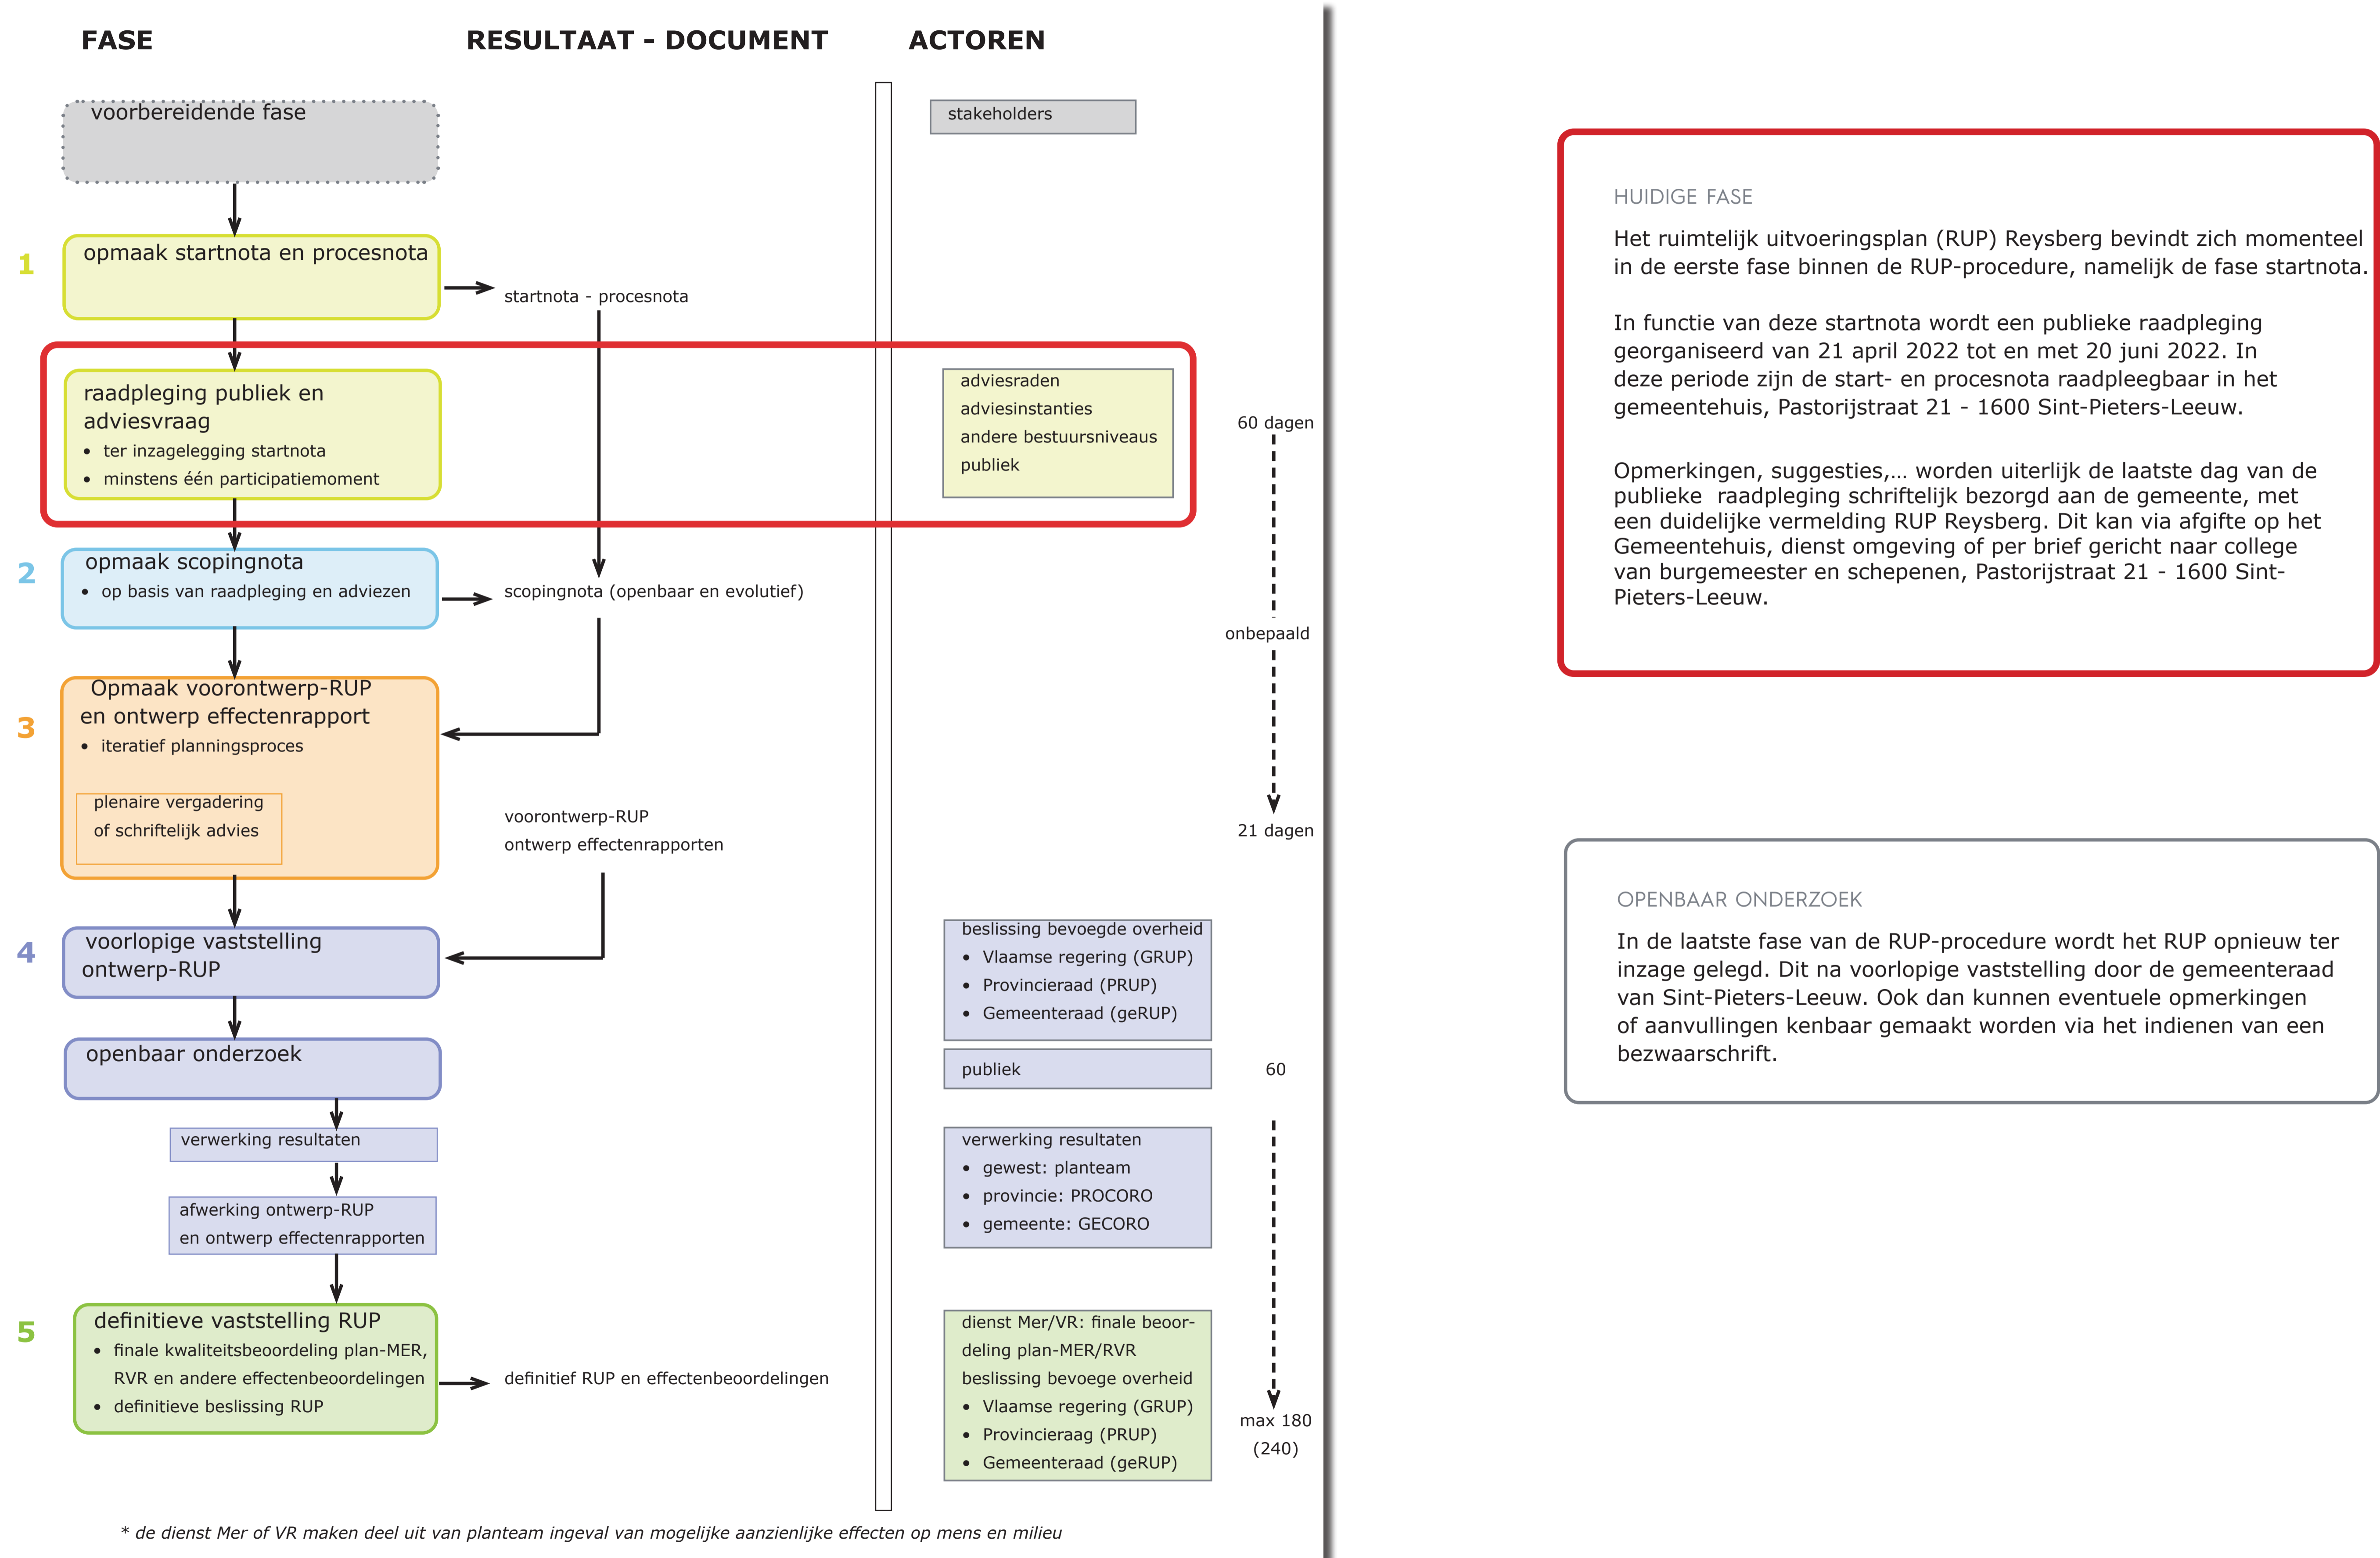 FASE
RESULTAAT - DOCUMENT
ACTOREN
voorbereidende fase
stakeholders
1
opmaak startnota en procesnota
startnota - procesnota
raadpleging publiek en
adviesvraag
• ter inzagelegging startnota
• minstens één participatiemoment
adviesraden
adviesinstanties
andere bestuursniveaus
publiek
60 dagen
2
opmaak scopingnota
• op basis van raadpleging en adviezen
scopingnota (openbaar en evolutief)
onbepaald
3
Opmaak voorontwerp-RUP
en ontwerp effectenrapport
• iteratief planningsproces
plenaire vergadering
of schriftelijk advies
voorontwerp-RUP
ontwerp effectenrapporten
21 dagen
4
voorlopige vaststelling
ontwerp-RUP
beslissing bevoegde overheid
• Vlaamse regering (GRUP)
• Provincieraad (PRUP)
• Gemeenteraad (geRUP)
openbaar onderzoek
publiek
60
verwerking resultaten
afwerking ontwerp-RUP
en ontwerp effectenrapporten
verwerking resultaten
• gewest: planteam
• provincie: PROCORO
• gemeente: GECORO
5
definitieve vaststelling RUP
• finale kwaliteitsbeoordeling plan-MER,
RVR en andere effectenbeoordelingen
• definitieve beslissing RUP
definitief RUP en effectenbeoordelingen
dienst Mer/VR: finale beoor-
deling plan-MER/RVR
beslissing bevoege overheid
• Vlaamse regering (GRUP)
• Provincieraag (PRUP)
• Gemeenteraad (geRUP)
max 180
(240)
* de dienst Mer of VR maken deel uit van planteam ingeval van mogelijke aanzienlijke effecten op mens en milieu
HUIDIGE FASE
Het ruimtelijk uitvoeringsplan (RUP) Reysberg bevindt zich momenteel
in de eerste fase binnen de RUP-procedure, namelijk de fase startnota.
In functie van deze startnota wordt een publieke raadpleging
georganiseerd van 21 april 2022 tot en met 20 juni 2022. In
deze periode zijn de start- en procesnota raadpleegbaar in het
gemeentehuis, Pastorijstraat 21 - 1600 Sint-Pieters-Leeuw.
Opmerkingen, suggesties,... worden uiterlijk de laatste dag van de
publieke  raadpleging schriftelijk bezorgd aan de gemeente, met
een duidelijke vermelding RUP Reysberg. Dit kan via afgifte op het
Gemeentehuis, dienst omgeving of per brief gericht naar college
van burgemeester en schepenen, Pastorijstraat 21 - 1600 Sint-
Pieters-Leeuw.
OPENBAAR ONDERZOEK
In de laatste fase van de RUP-procedure wordt het RUP opnieuw ter
inzage gelegd. Dit na voorlopige vaststelling door de gemeenteraad
van Sint-Pieters-Leeuw. Ook dan kunnen eventuele opmerkingen
of aanvullingen kenbaar gemaakt worden via het indienen van een
bezwaarschrift.